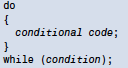 do
{
conditional code;
}
while (condition);